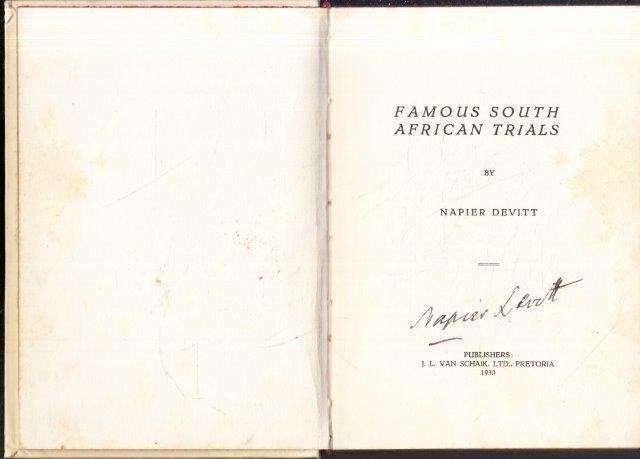 FAMOUS SOUTH
AFRICAN TRIALS
BY
NAPIER DEVITT
Napier Devitt
PUBLISHERS:
J. L. VAN SCHAIK, LTD., PRETORIA
1930